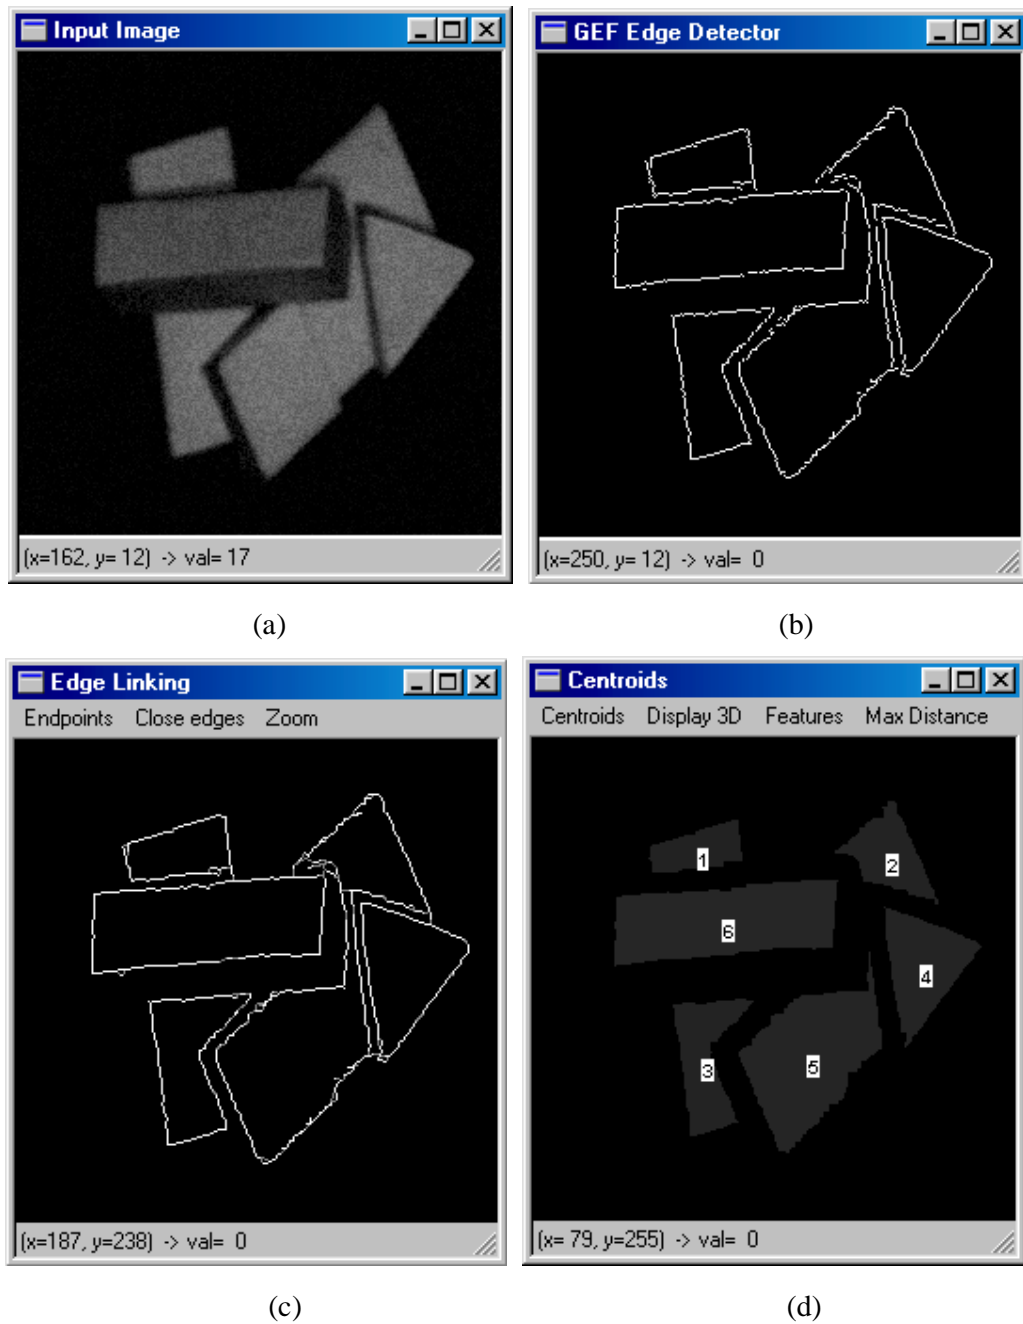 Input Image
GEF Edge Detector
(x=162, y= 12) -> val= 17
(x=250, y= 12) -> val= 0
(a)
(b)
Edge Linking
Centroids
Endpoints Close edges Zoom
Centroids Display 3D Features Max Distance
1
2
6
4
3
5
(x=187, y=238) -> val= 0
(x= 79, y=255) -> val= 0
(c)
(d)